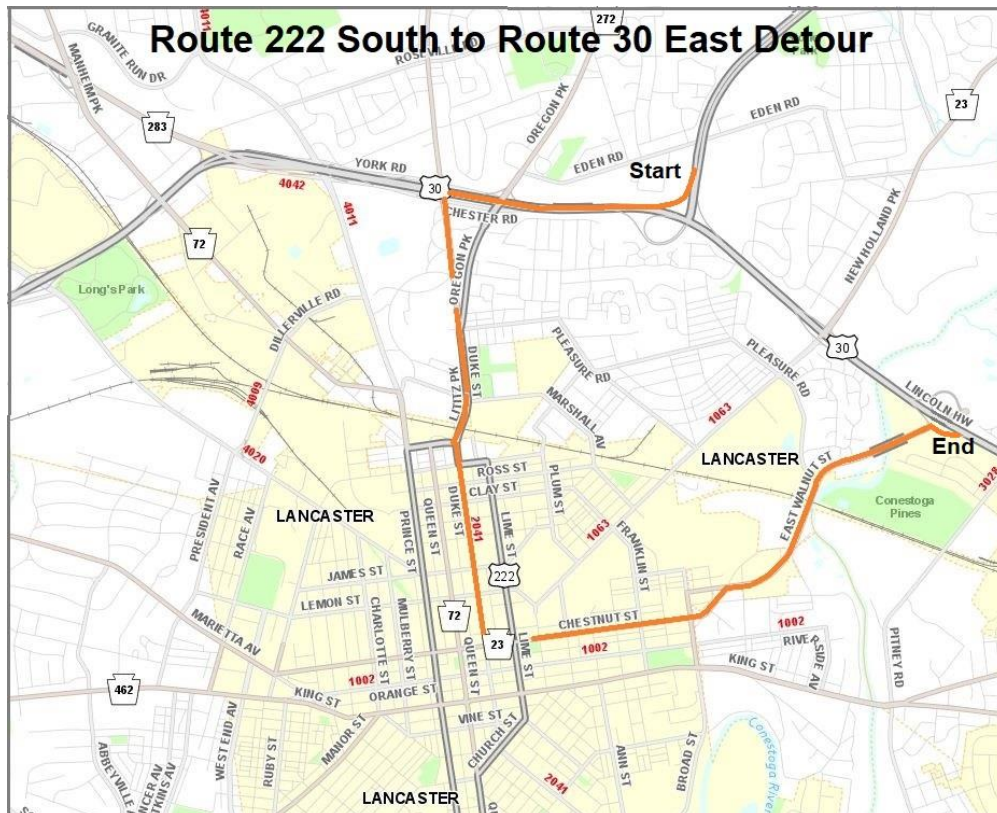 Route 222 South to Route 30 East Detour
4011
272
GRANITE RUN DR
ROSEVILLE RD
Park
MANHEIM PK
OREGON PK
23
283
EDEN RD
YORK RD
EDEN RD
Start
4042
30
4011
CHESTER RD
NEW HOLLAND PK
72
OREGON PK
Long's Park
DILLERVILLE RD
30
DUKE ST
PLEASURE RD
PLEASURE RD
LITITZ PK
4009
MARSHALL AV
1063
LINCOLN HW
4020
LANCASTER
End
ROSS ST
EAST WALNUT ST
3028
CLAY ST
PLUM ST
PRESIDENT AV
RACE AV
LANCASTER
QUEEN ST
DUKE ST
2041
LIME ST
1063
Conestoga
Pines
PRINCE ST
FRANKLIN ST
JAMES ST
222
LEMON ST
CHARLOTTE ST
MULBERRY ST
72
CHESTNUT ST
1002
MARIETTA AV
23
LIME ST
1002
RIVERSIDE AV
PITNEY RD
QUEEN ST
1002
KING ST
462
KING ST
ORANGE ST
WEST END AV
VINE ST
MANOR ST
CHURCH ST
RUBY ST
ANN ST
BROAD ST
Conestoga River
ABBEYVILLE
2041
LANCASTER